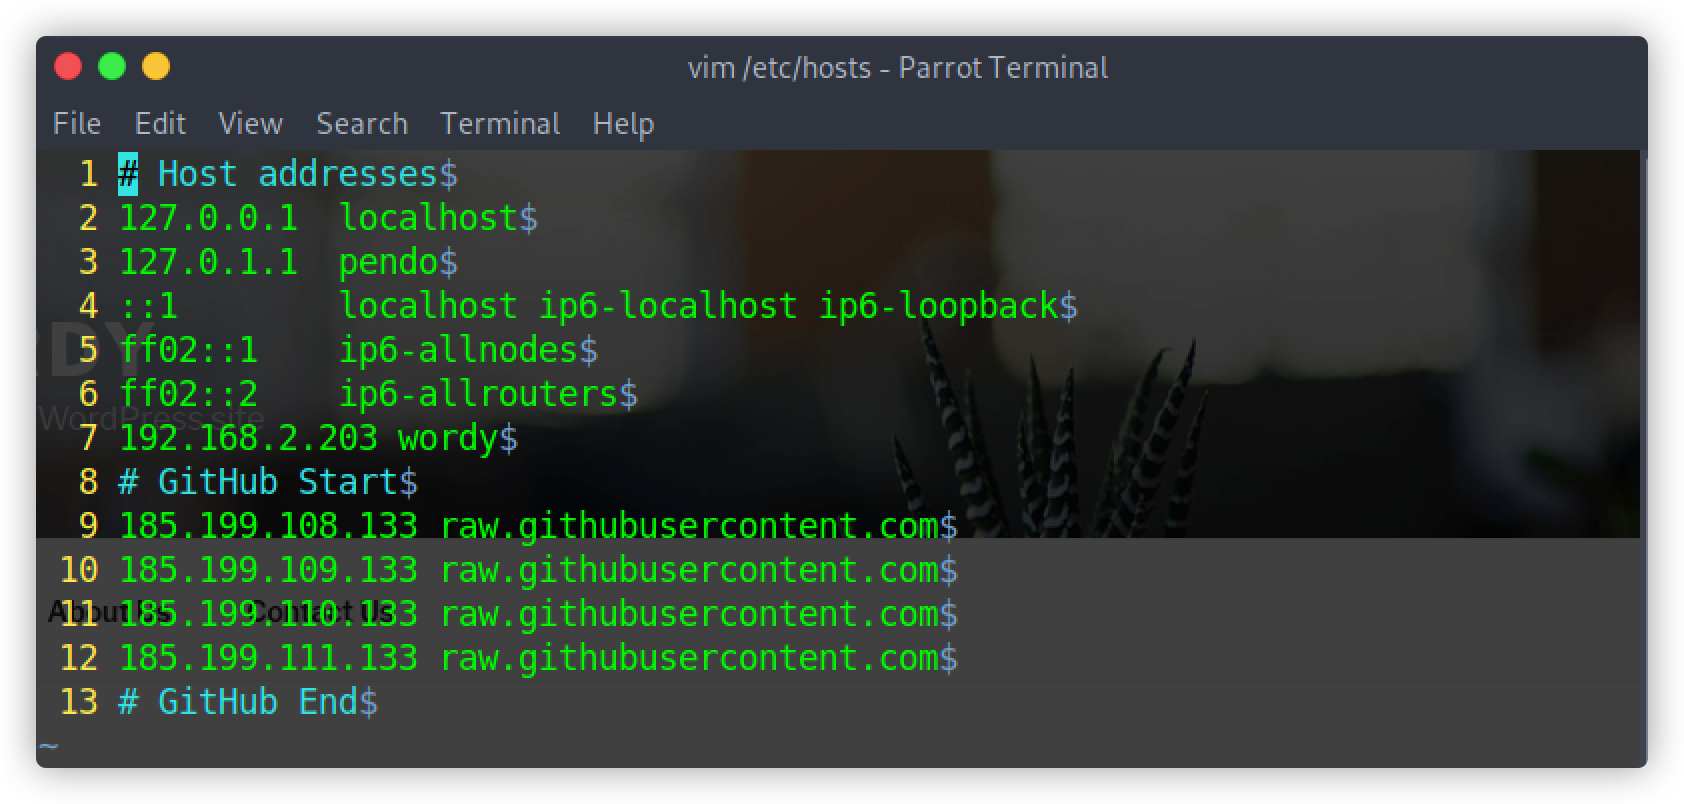 vim /etc/hosts - Parrot Terminal
File Edit View Search Terminal Help
1 # Host addresses$
2 127.0.0.1  localhost$
3 127.0.1.1  pendo$
4 ::1        localhost ip6-localhost ip6-loopback$
5 ff02::1    ip6-allnodes$
RDY
6 ff02::2    ip6-allrouters$
WordPress site
7 192.168.2.203 wordy$
8 # GitHub Start$
9 185.199.108.133 raw.githubusercontent.com$
10 185.199.109.133 raw.githubusercontent.com$
About Us Contact Us
11 185.199.110.133 raw.githubusercontent.com$
12 185.199.111.133 raw.githubusercontent.com$
13 # GitHub End$
~